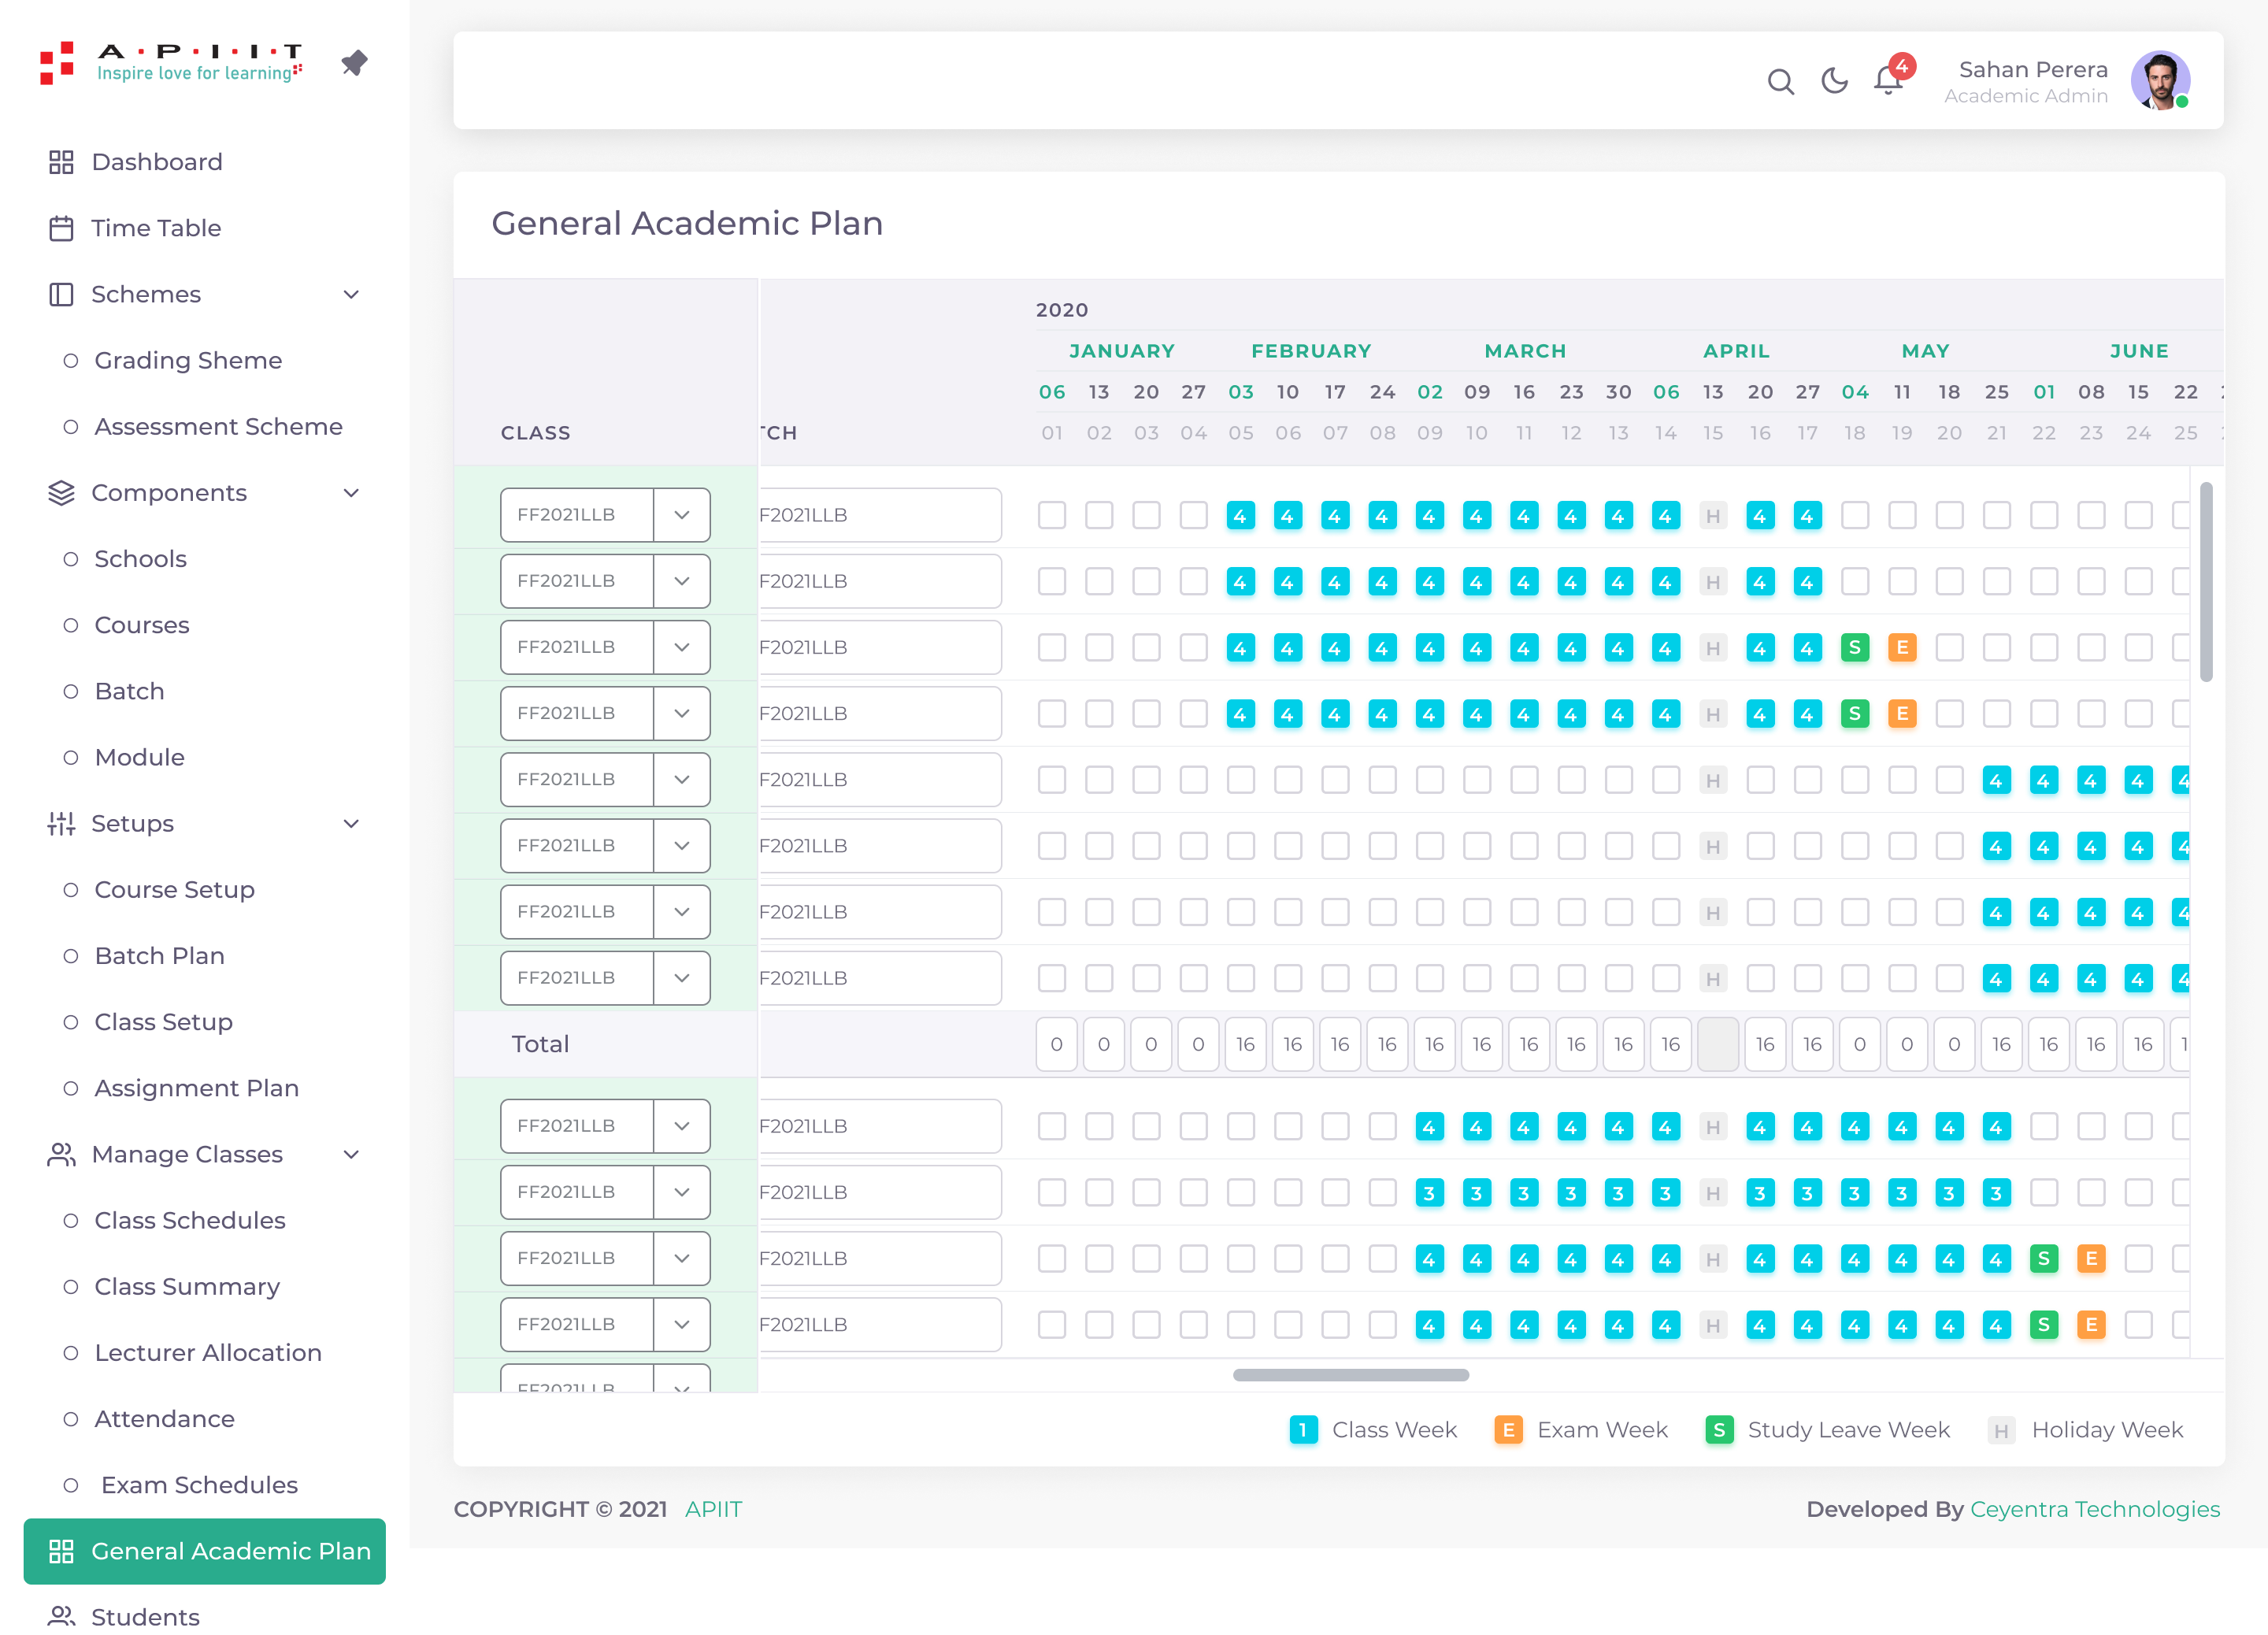 A·P·I·I·T
Inspire love for learning
4
Sahan Perera
Academic Admin
Dashboard
Time Table
Schemes
Grading Sheme
Assessment Scheme
Components
Schools
Courses
Batch
Module
Setups
Course Setup
Batch Plan
Class Setup
Assignment Plan
Manage Classes
Class Schedules
Class Summary
Lecturer Allocation
Attendance
Exam Schedules
General Academic Plan
Students
General Academic Plan
2020
JANUARY FEBRUARY MARCH APRIL MAY JUNE
06 13 20 27 03 10 17 24 02 09 16 23 30 06 13 20 27 04 11 18 25 01 08 15 22
CLASS TCH 01 02 03 04 05 06 07 08 09 10 11 12 13 14 15 16 17 18 19 20 21 22 23 24 25
FF2021LLB F2021LLB 4 4 4 4 4 4 4 4 4 4 H 4 4
FF2021LLB F2021LLB 4 4 4 4 4 4 4 4 4 4 H 4 4
FF2021LLB F2021LLB 4 4 4 4 4 4 4 4 4 4 H 4 4 S E
FF2021LLB F2021LLB 4 4 4 4 4 4 4 4 4 4 H 4 4 S E
FF2021LLB F2021LLB H 4 4 4 4 4
FF2021LLB F2021LLB H 4 4 4 4 4
FF2021LLB F2021LLB H 4 4 4 4 4
FF2021LLB F2021LLB H 4 4 4 4 4
Total 0 0 0 0 16 16 16 16 16 16 16 16 16 16 16 16 0 0 0 16 16 16 16 1
FF2021LLB F2021LLB 4 4 4 4 4 4 H 4 4 4 4 4 4
FF2021LLB F2021LLB 3 3 3 3 3 3 H 3 3 3 3 3 3
FF2021LLB F2021LLB 4 4 4 4 4 4 H 4 4 4 4 4 4 S E
FF2021LLB F2021LLB 4 4 4 4 4 4 H 4 4 4 4 4 4 S E
FF2021LLB
1 Class Week E Exam Week S Study Leave Week H Holiday Week
COPYRIGHT © 2021 APIIT
Developed By Ceyentra Technologies